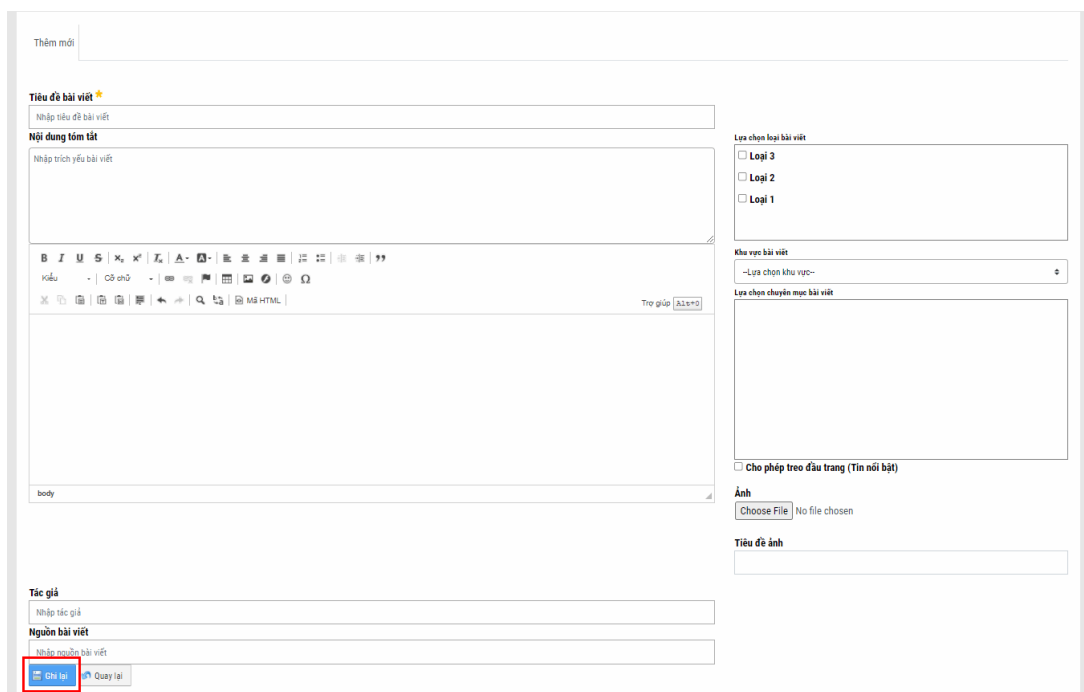 Thêm mới
Tiêu đề bài viết *
Nhập tiêu đề bài viết
Nội dung tóm tắt
Nhập trích yếu bài viết
Lựa chọn loại bài viết
Loại 3
Loại 2
Loại 1
Khu vực bài viết
--Lựa chọn khu vực--
Lựa chọn chuyên mục bài viết
B I U S x₂ x² Tx A A
Kiểu Cỡ chữ Ω
Mã HTML
Trợ giúp Alt+0
body
Cho phép treo đầu trang (Tin nổi bật)
Ảnh
Choose File No file chosen
Tiêu đề ảnh
Tác giả
Nhập tác giả
Nguồn bài viết
Nhập nguồn bài viết
Ghi lại Quay lại